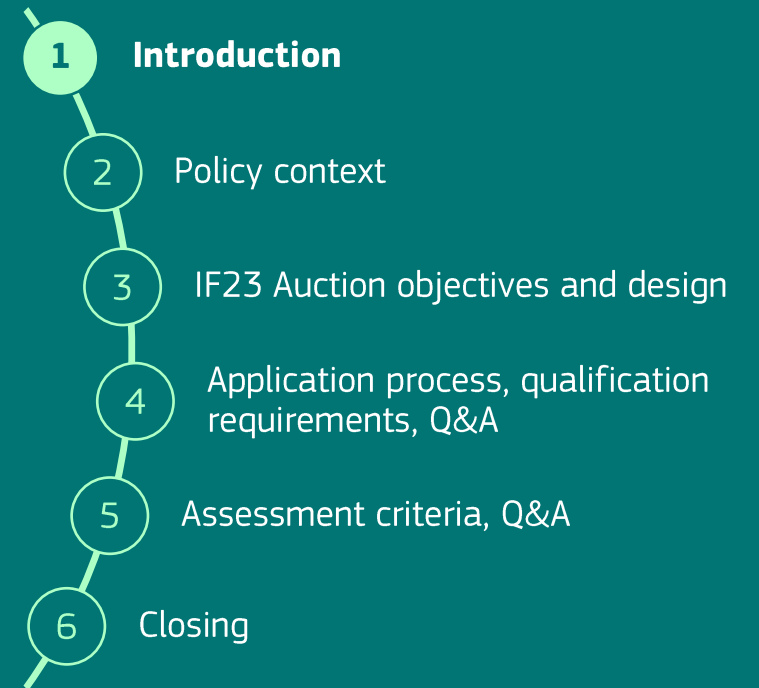 1 Introduction
2 Policy context
3 IF23 Auction objectives and design
4 Application process, qualification
requirements, Q&A
5 Assessment criteria, Q&A
6 Closing